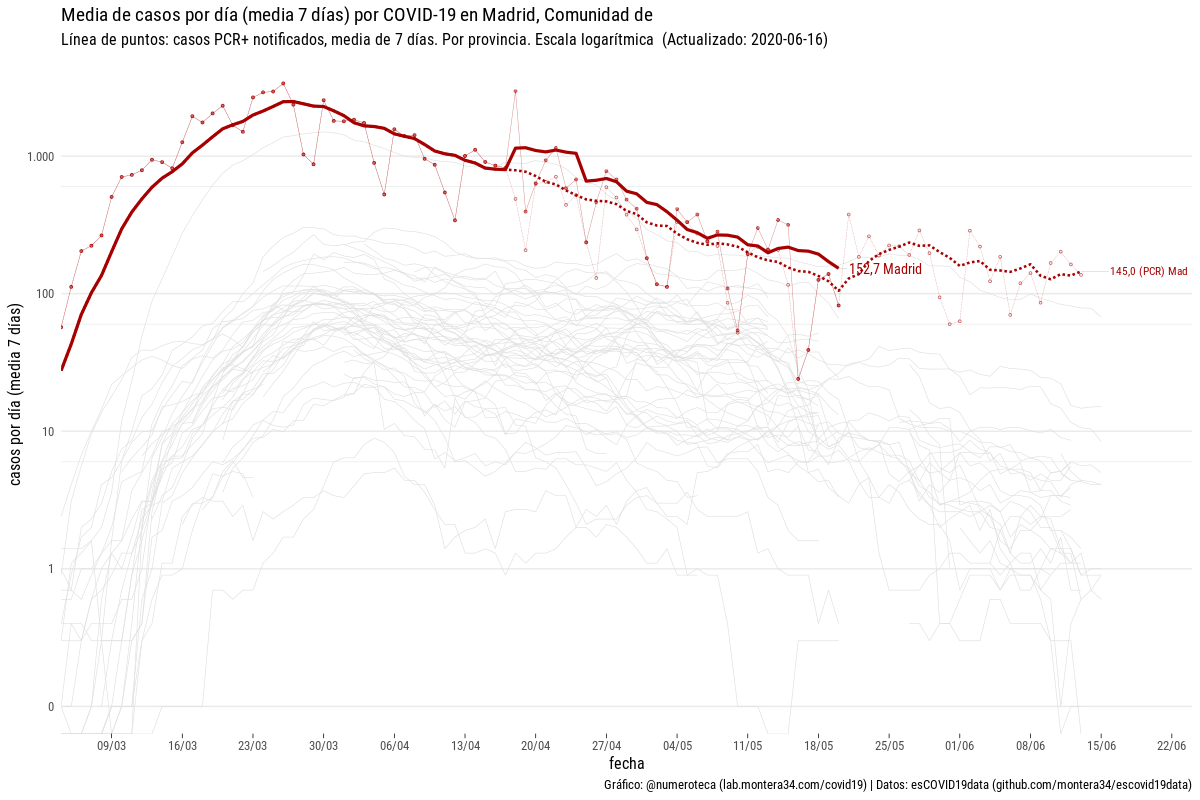 Media de casos por día (media 7 días) por COVID-19 en Madrid, Comunidad de
Línea de puntos: casos PCR+ notificados, media de 7 días. Por provincia. Escala logarítmica  (Actualizado: 2020-06-16)
casos por día (media 7 días)
1.000
100
10
1
0
152,7 Madrid
145,0 (PCR) Mad
09/03 16/03 23/03 30/03 06/04 13/04 20/04 27/04 04/05 11/05 18/05 25/05 01/06 08/06 15/06 22/06
fecha
Gráfico: @numeroteca (lab.montera34.com/covid19) | Datos: esCOVID19data (github.com/montera34/escovid19data)